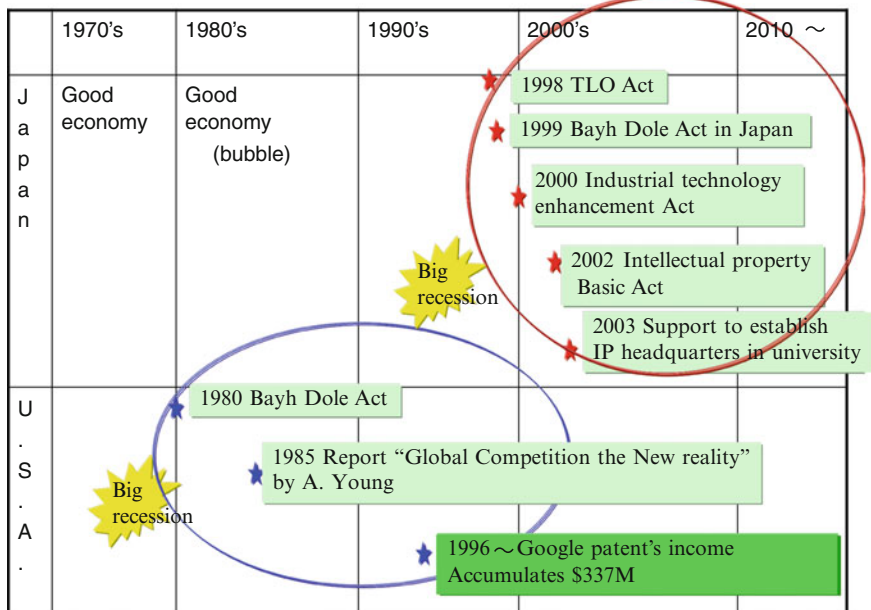 1970's 1980's 1990's 2000's 2010 ～
Japan
Good
economy
Good
economy
(bubble)
1998 TLO Act
1999 Bayh Dole Act in Japan
2000 Industrial technology
enhancement Act
Big
recession
2002 Intellectual property
Basic Act
2003 Support to establish
IP headquarters in university
U.S.A.
1980 Bayh Dole Act
1985 Report “Global Competition the New reality”
by A. Young
Big
recession
1996～Google patent's income
Accumulates $337M